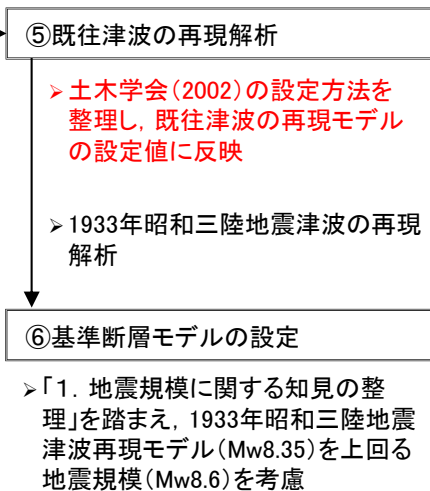 ⑤既往津波の再現解析
➢土木学会(2002)の設定方法を
整理し，既往津波の再現モデル
の設定値に反映
➢1933年昭和三陸地震津波の再現
解析
⑥基準断層モデルの設定
➢「１．地震規模に関する知見の整
理」を踏まえ，1933年昭和三陸地震
津波再現モデル(Mw8.35)を上回る
地震規模(Mw8.6)を考慮